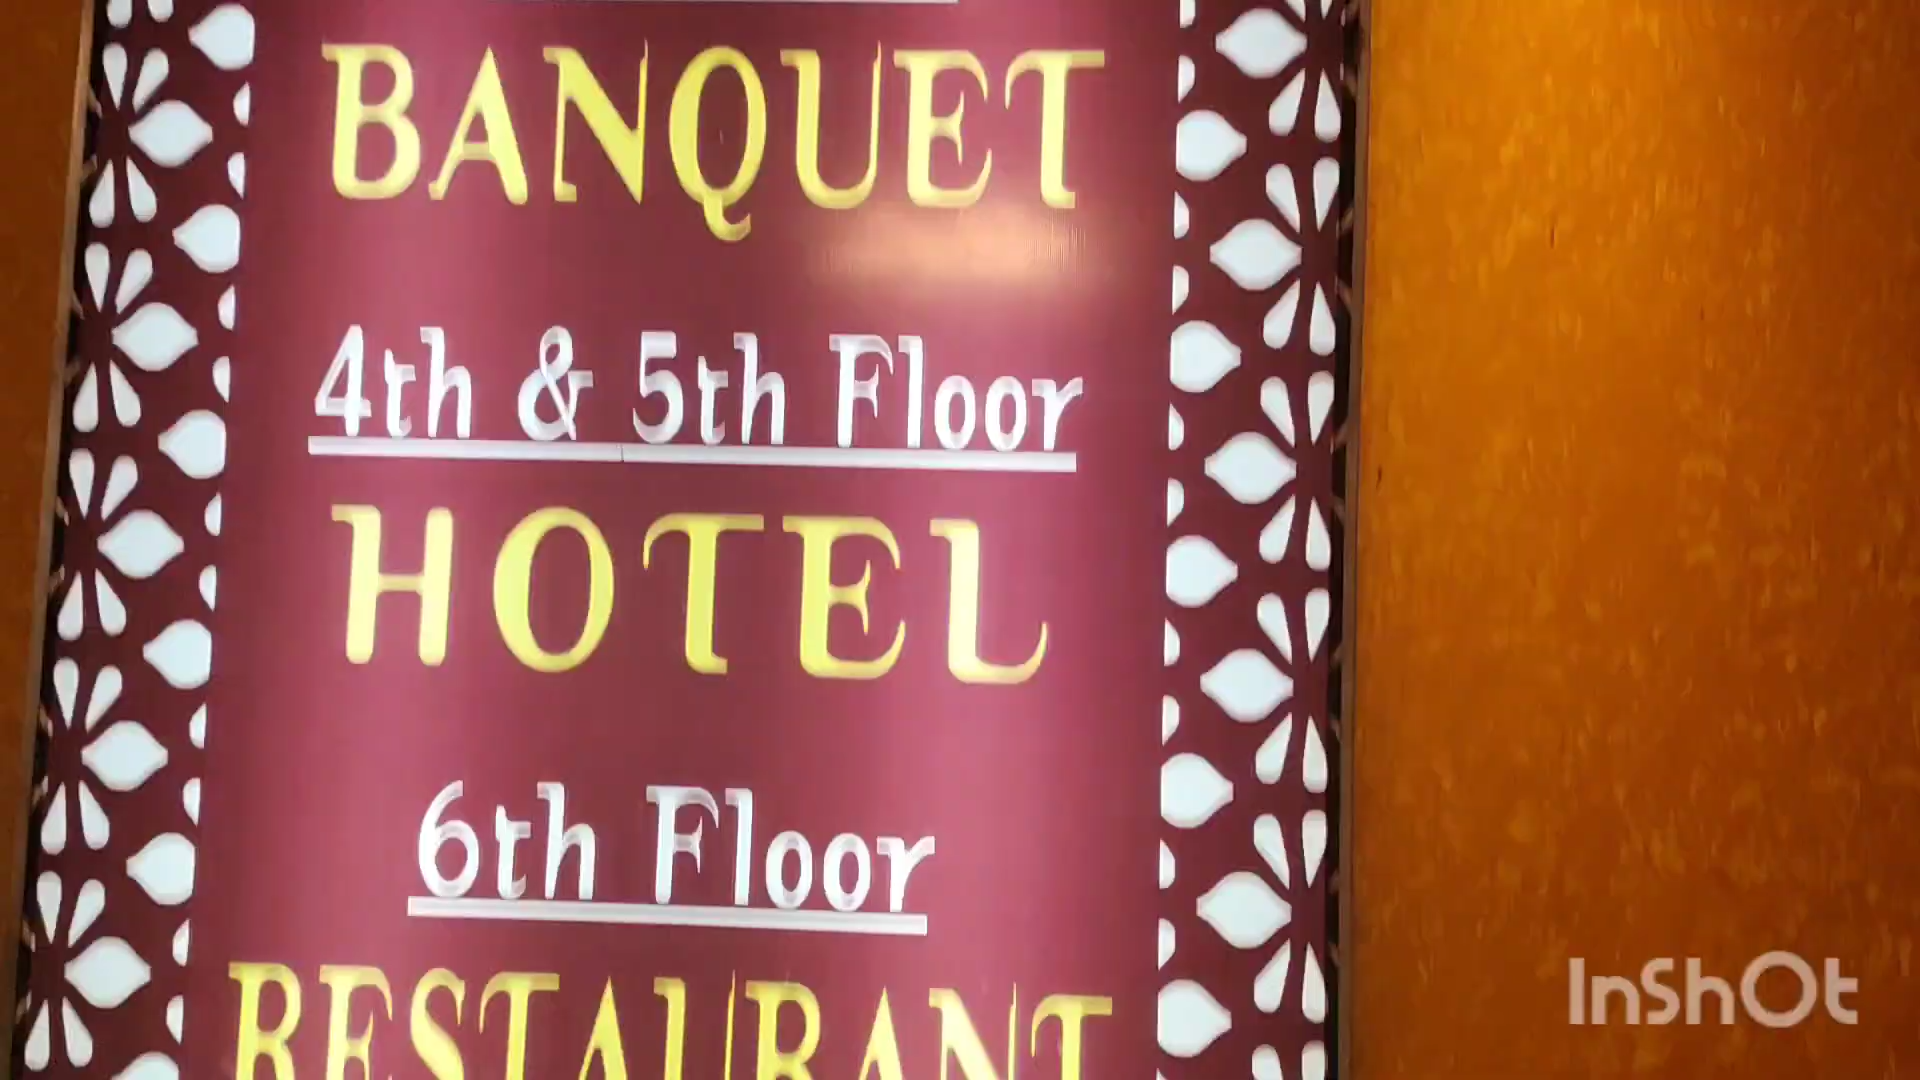 BANQUET
4th & 5th Floor
HOTEL
6th Floor
RESTAURANT
InShOt